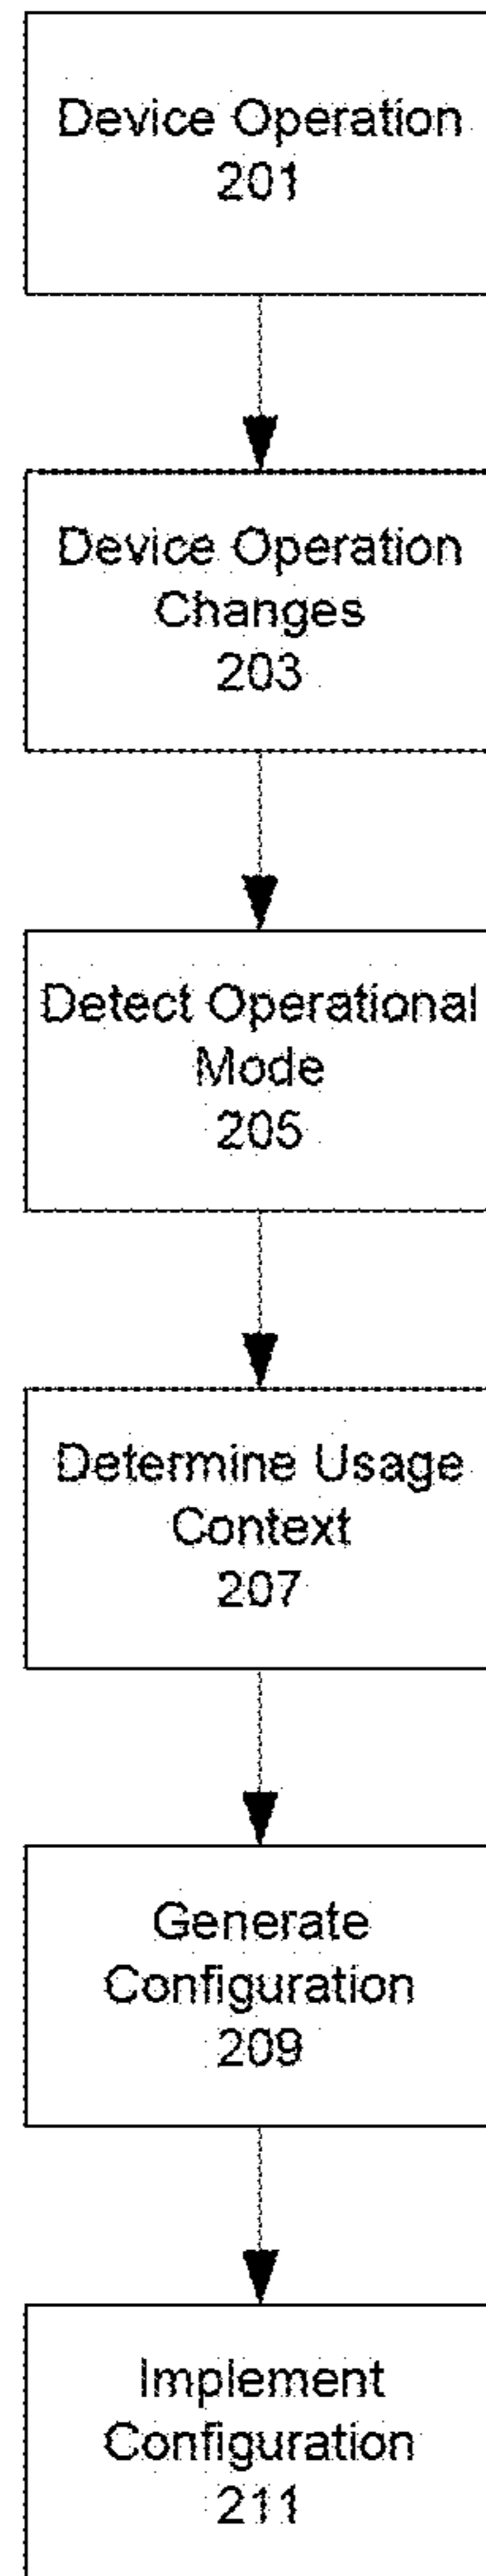 Device Operation
201
Device Operation
Changes
203
Detect Operational
Mode
205
Determine Usage
Context
207
Generate
Configuration
209
Implement
Configuration
211